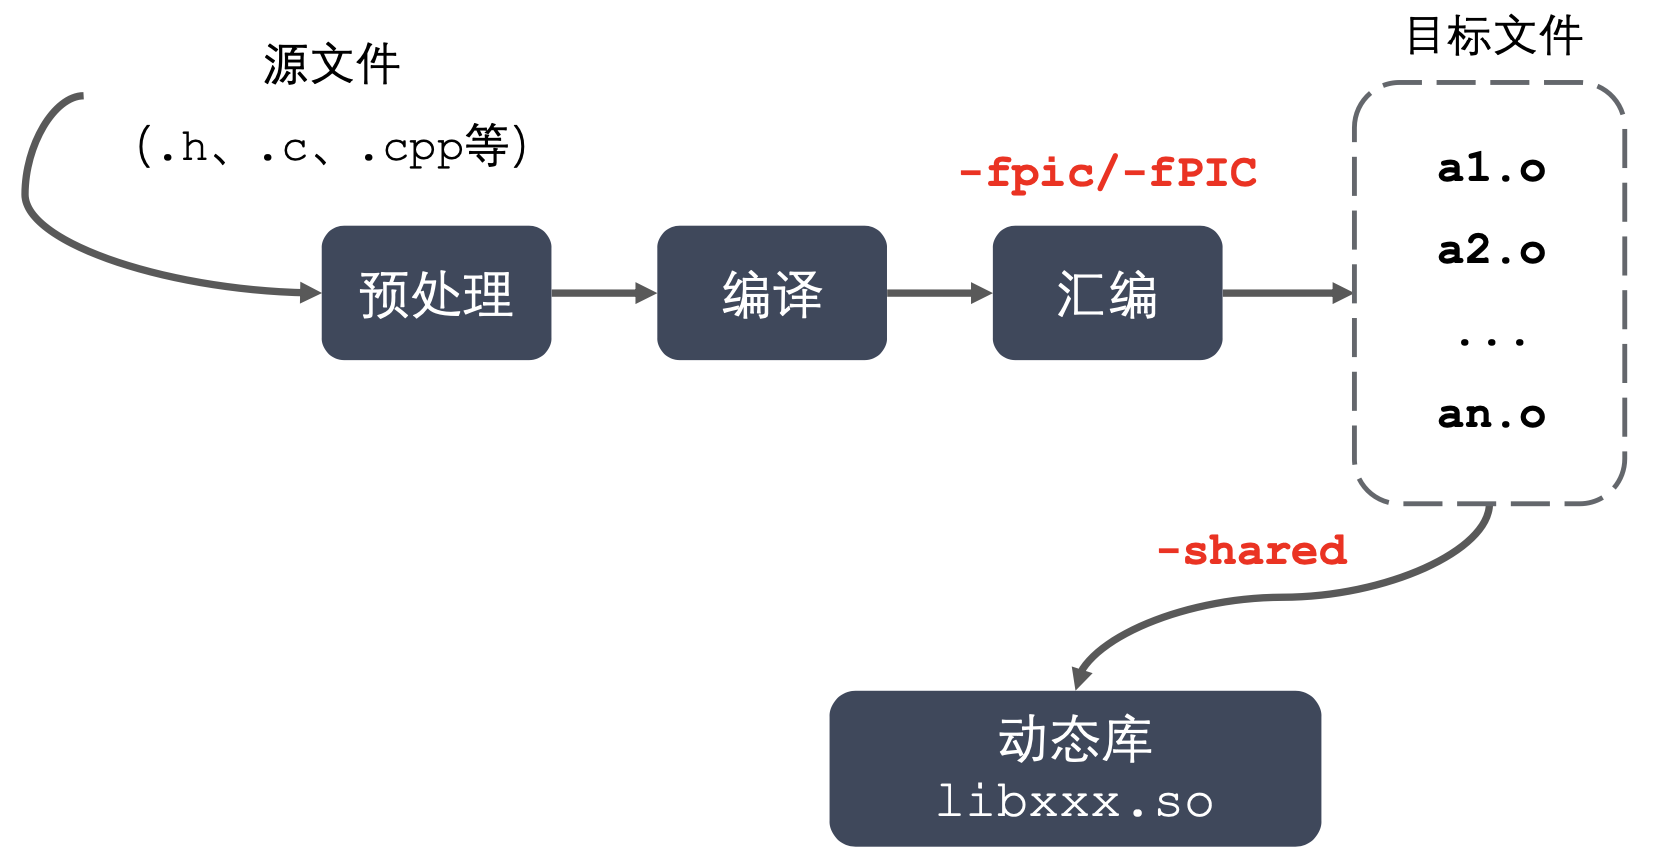 源文件
(.h、.c、.cpp等)
-fpic/-fPIC
预处理
编译
汇编
目标文件
a1.o
a2.o
...
an.o
-shared
动态库
libxxx.so